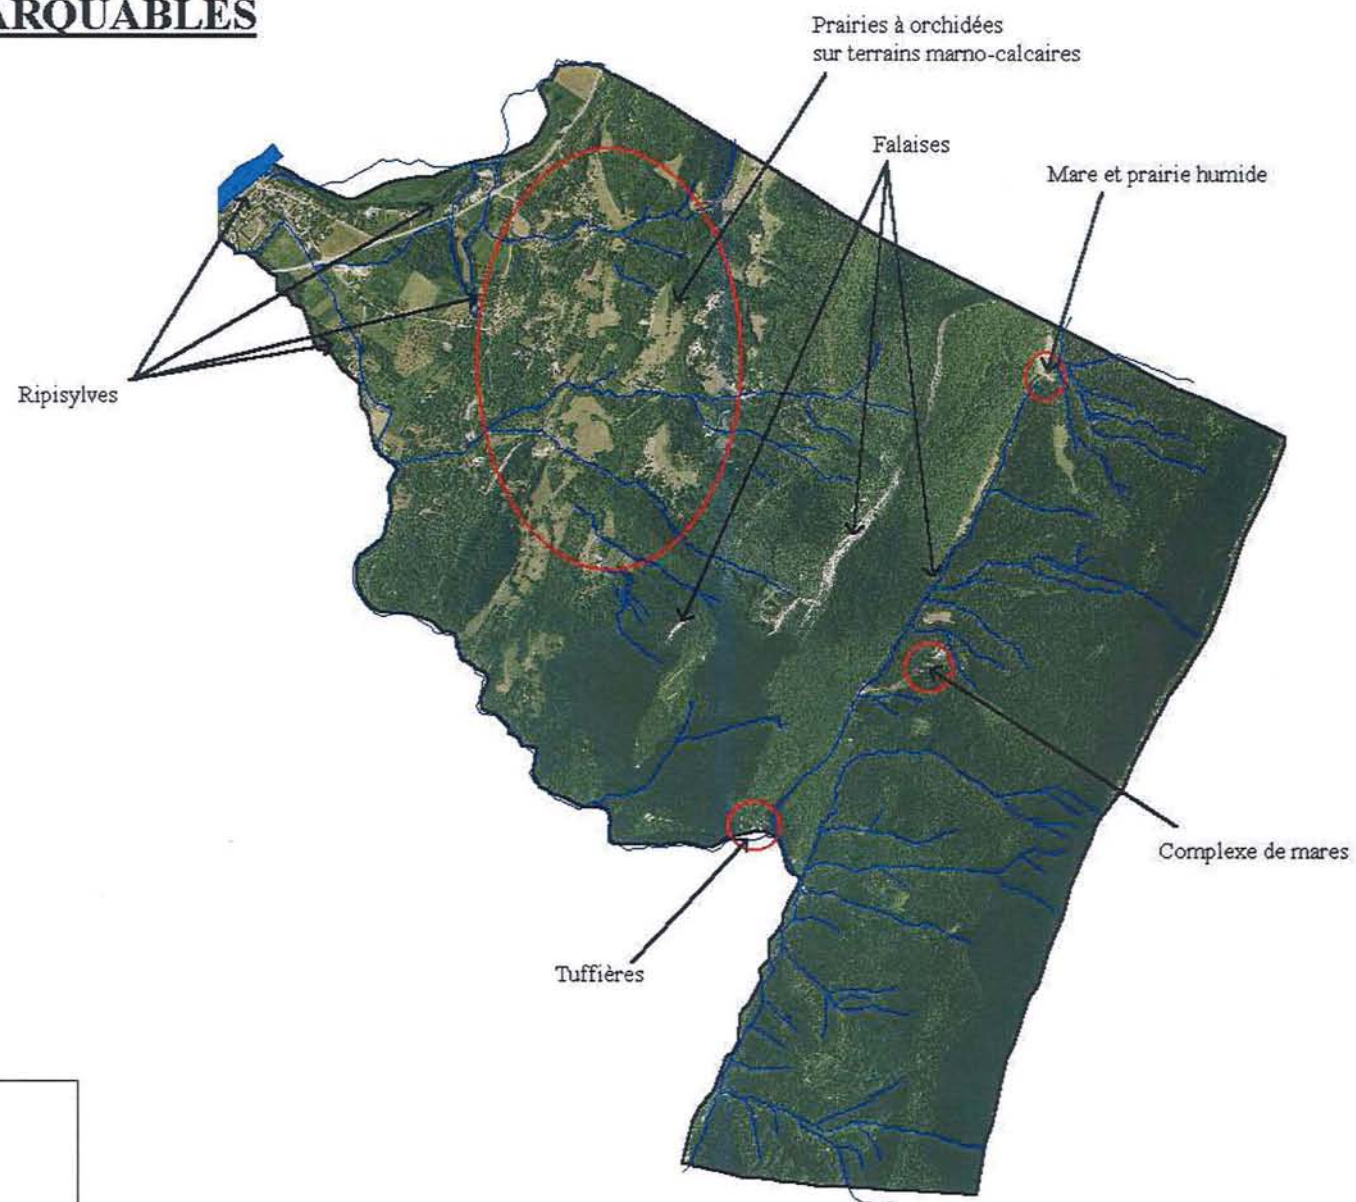 ARQUABLES
Prairies à orchidées
sur terrains marno-calcaires
Falaises
Mare et prairie humide
Ripisylves
Complexe de mares
Tuffières